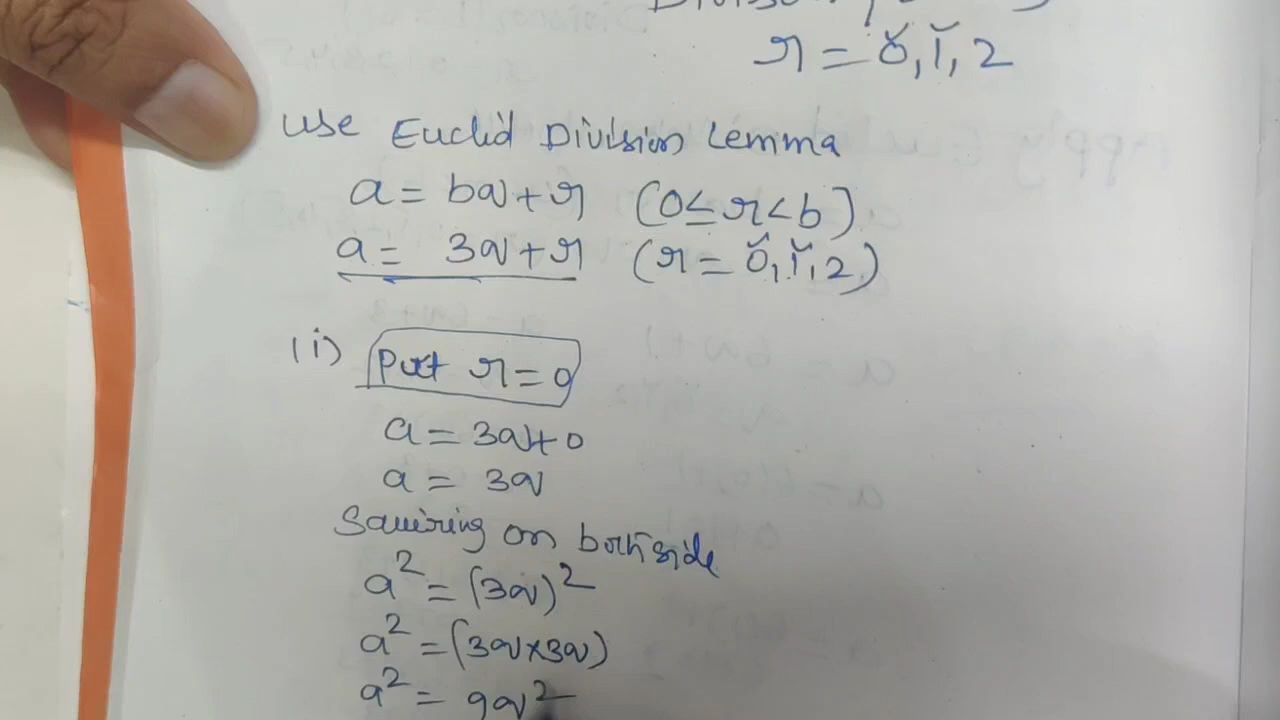 r = 0, 1, 2
Use Euclid Division Lemma
a = bq + r (0 ≤ r < b)
a = 3q + r (r = 0, 1, 2)
(i) Put r = 0
a = 3q + 0
a = 3q
Squiring on both side
a² = (3q)²
a² = (3q × 3q)
a² = 9q²